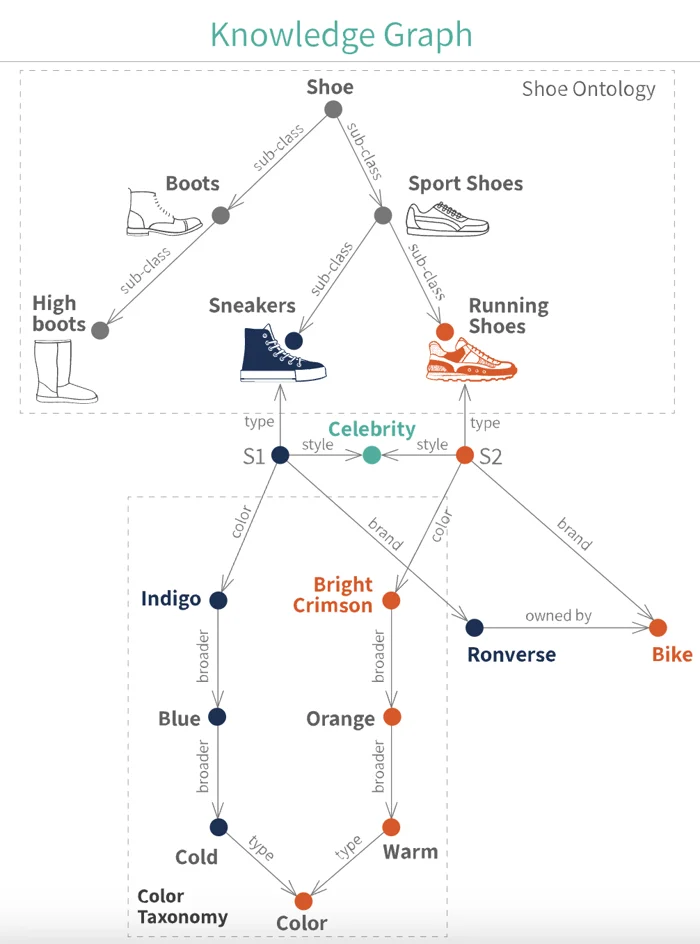 Knowledge Graph
Shoe Ontology
Shoe
sub-class
sub-class
Boots
Sport Shoes
sub-class
sub-class
sub-class
High
boots
Sneakers
Running
Shoes
type
type
Celebrity
S1
style
style
S2
color
brand
color
brand
Indigo
Bright
Crimson
owned by
Ronverse
Bike
broader
broader
Blue
Orange
broader
broader
Cold
Warm
type
type
Color
Taxonomy
Color